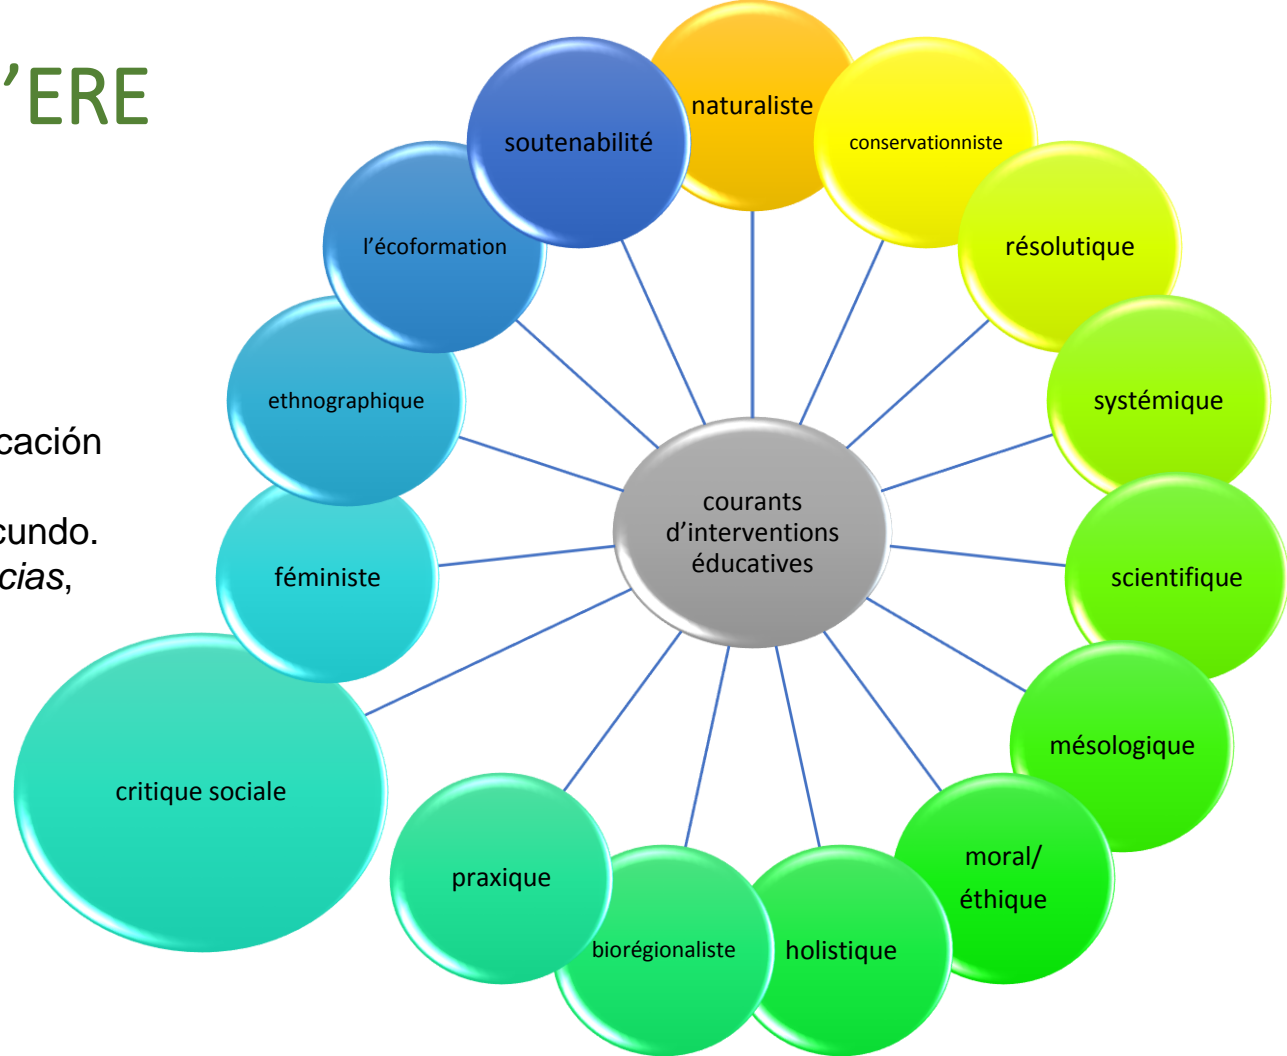 ’ERE
cación
cundo.
cias,
naturaliste
conservationniste
résolutique
systémique
scientifique
mésologique
moral/
éthique
holistique
biorégionaliste
praxique
critique sociale
féministe
ethnographique
l’écoformation
soutenabilité
courants
d’interventions
éducatives